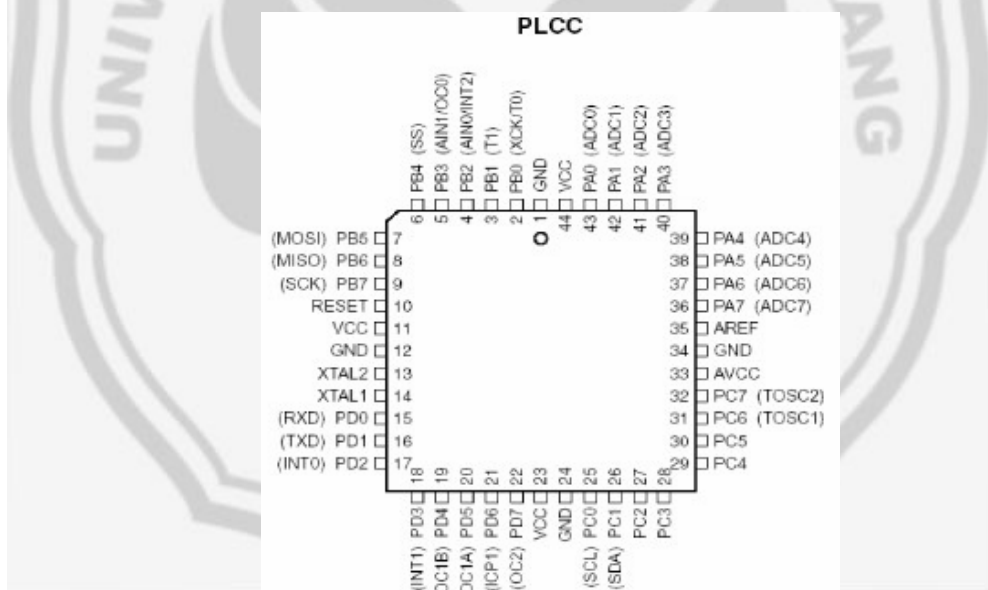 PLCC
PB4 (SS)
PB3 (AIN1/OC0)
PB2 (AIN0/INT2)
PB1 (T1)
PB0 (XCK/T0)
GND
VCC
PA0 (ADC0)
PA1 (ADC1)
PA2 (ADC2)
PA3 (ADC3)
6 5 4 3 2 1 44 43 42 41 40
(MOSI) PB5 7
(MISO) PB6 8
(SCK) PB7 9
RESET 10
VCC 11
GND 12
XTAL2 13
XTAL1 14
(RXD) PD0 15
(TXD) PD1 16
(INT0) PD2 17
39 PA4 (ADC4)
38 PA5 (ADC5)
37 PA6 (ADC6)
36 PA7 (ADC7)
35 AREF
34 GND
33 AVCC
32 PC7 (TOSC2)
31 PC6 (TOSC1)
30 PC5
29 PC4
18 19 20 21 22 23 24 25 26 27 28
(INT1) PD3
OC1B) PD4
OC1A) PD5
(ICP1) PD6
(OC2) PD7
VCC
GND
(SCL) PC0
(SDA) PC1
PC2
PC3